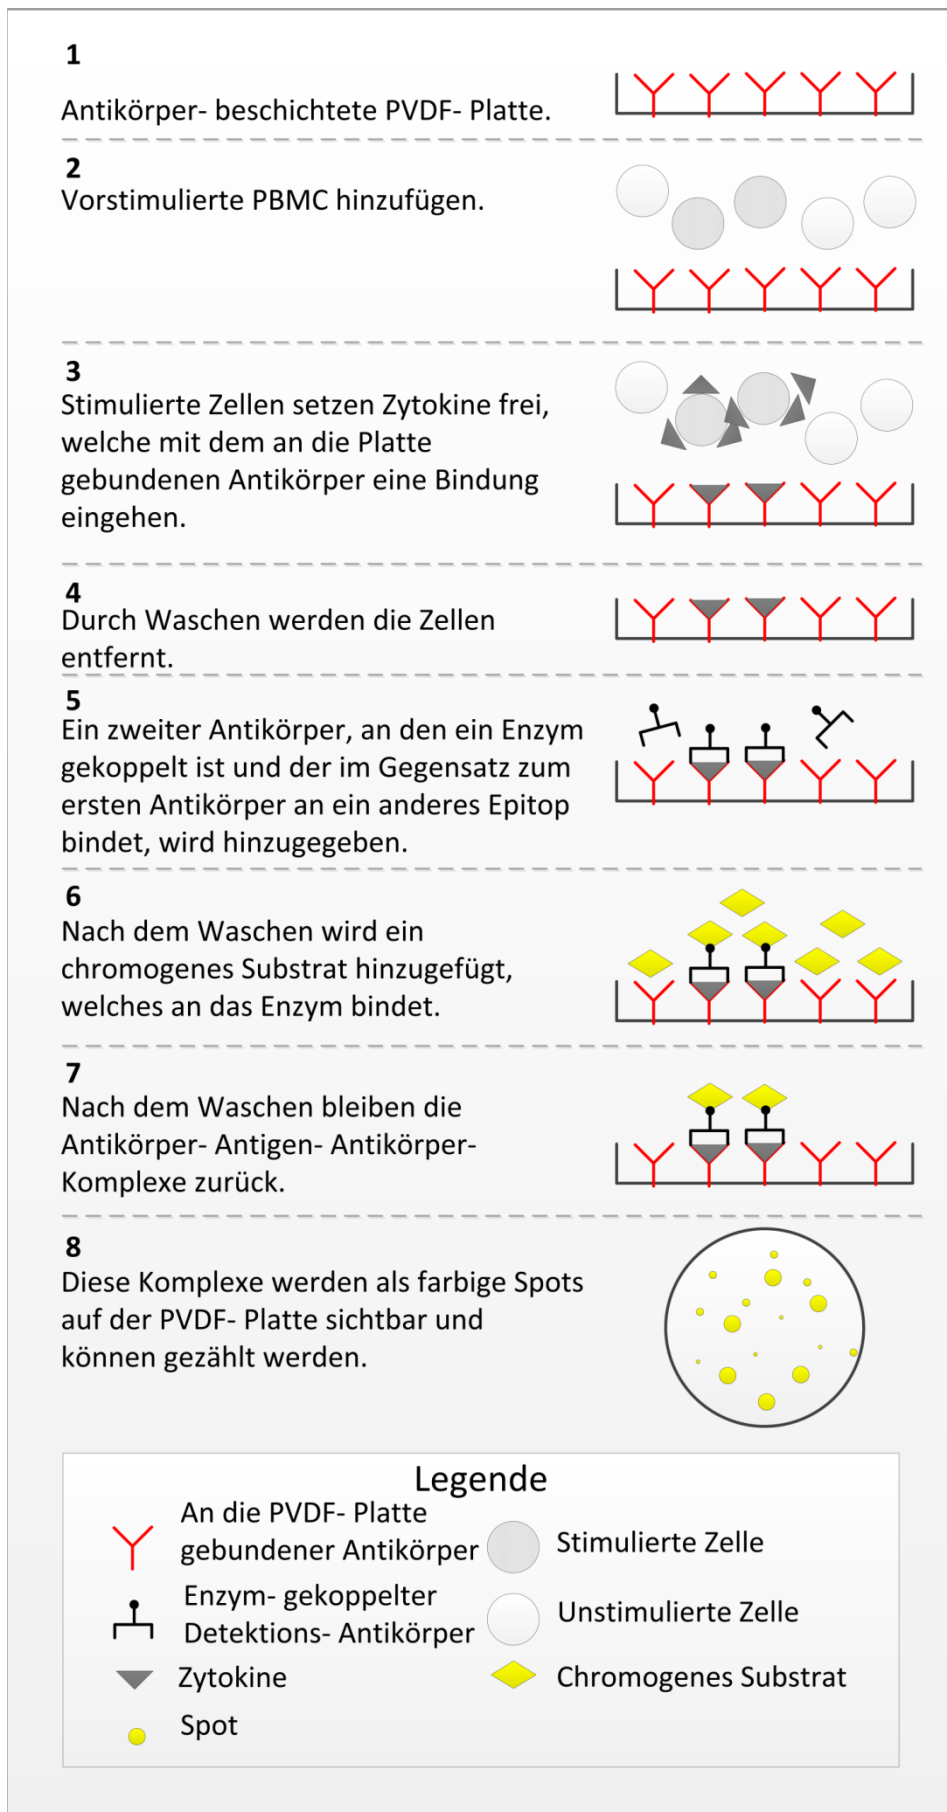 1
Antikörper- beschichtete PVDF- Platte.
2
Vorstimulierte PBMC hinzufügen.
3
Stimulierte Zellen setzen Zytokine frei,
welche mit dem an die Platte
gebundenen Antikörper eine Bindung
eingehen.
4
Durch Waschen werden die Zellen
entfernt.
5
Ein zweiter Antikörper, an den ein Enzym
gekoppelt ist und der im Gegensatz zum
ersten Antikörper an ein anderes Epitop
bindet, wird hinzugegeben.
6
Nach dem Waschen wird ein
chromogenes Substrat hinzugefügt,
welches an das Enzym bindet.
7
Nach dem Waschen bleiben die
Antikörper- Antigen- Antikörper-
Komplexe zurück.
8
Diese Komplexe werden als farbige Spots
auf der PVDF- Platte sichtbar und
können gezählt werden.
Legende
An die PVDF- Platte
gebundener Antikörper
Enzym- gekoppelter
Detektions- Antikörper
Zytokine
Spot
Stimulierte Zelle
Unstimulierte Zelle
Chromogenes Substrat